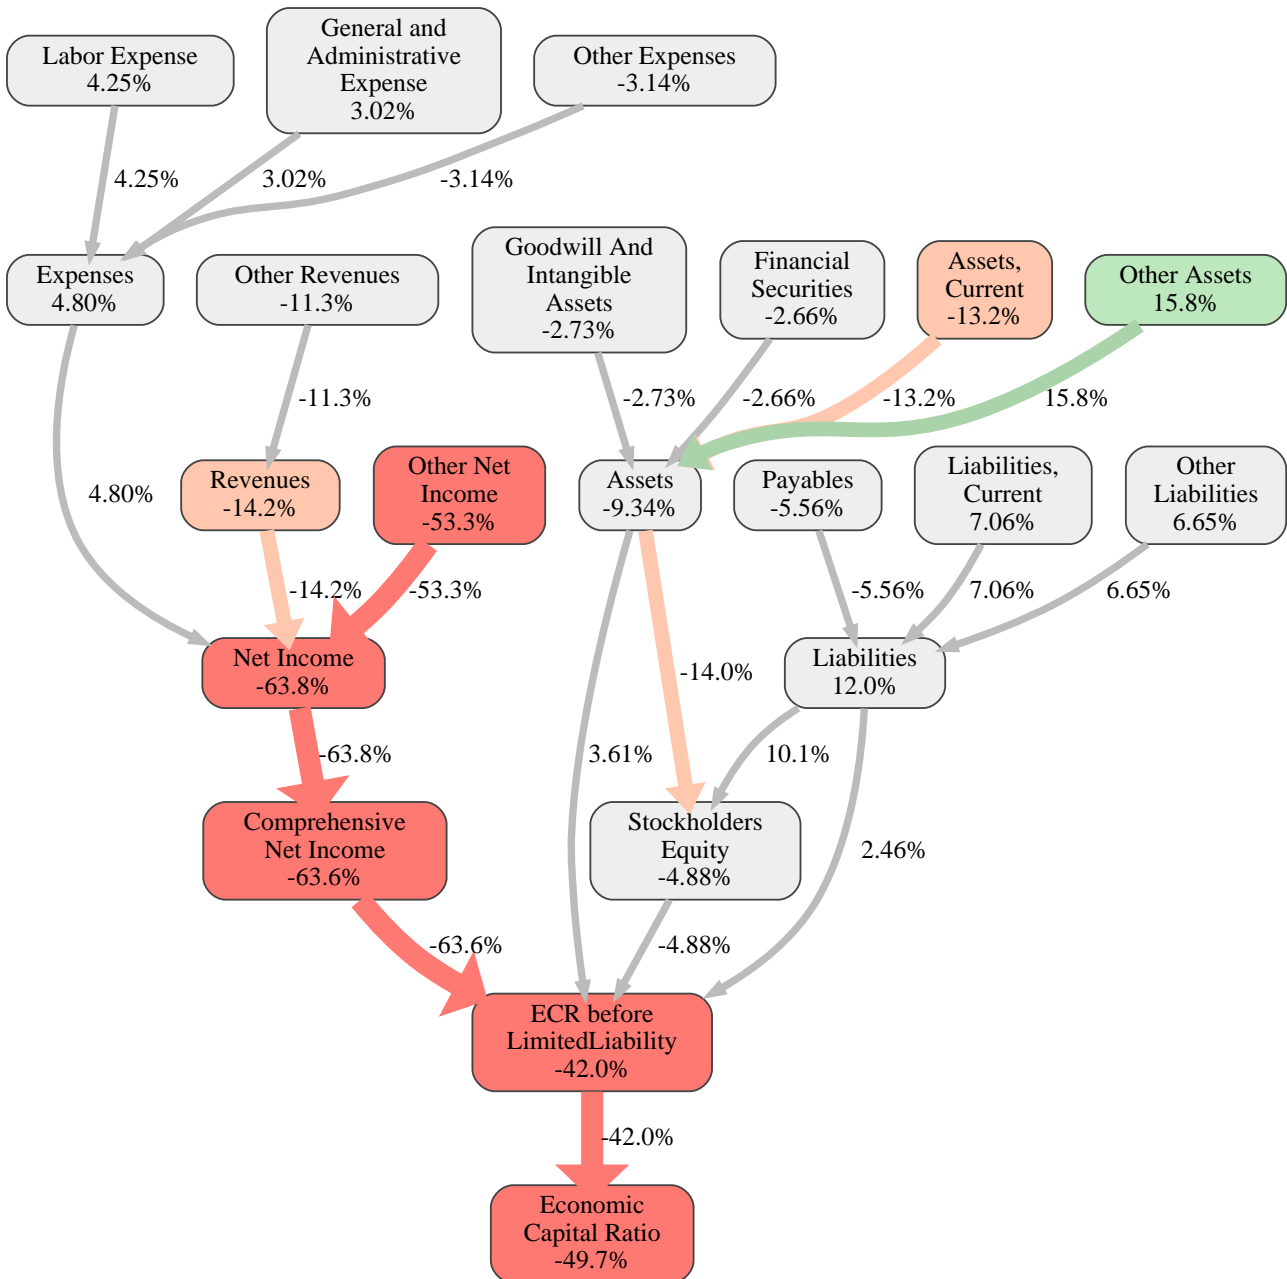 Labor Expense
4.25%
General and
Administrative
Expense
3.02%
Other Expenses
-3.14%
4.25%
3.02%
-3.14%
Expenses
4.80%
Other Revenues
-11.3%
Goodwill And
Intangible
Assets
-2.73%
Financial
Securities
-2.66%
Assets,
Current
-13.2%
Other Assets
15.8%
-11.3%
-2.73%
-2.66%
-13.2%
15.8%
4.80%
Revenues
-14.2%
Other Net
Income
-53.3%
Assets
-9.34%
Payables
-5.56%
Liabilities,
Current
7.06%
Other
Liabilities
6.65%
-14.2%
-53.3%
-5.56%
7.06%
6.65%
Net Income
-63.8%
-14.0%
Liabilities
12.0%
-63.8%
3.61%
10.1%
Comprehensive
Net Income
-63.6%
Stockholders
Equity
-4.88%
2.46%
-63.6%
-4.88%
ECR before
LimitedLiability
-42.0%
-42.0%
Economic
Capital Ratio
-49.7%